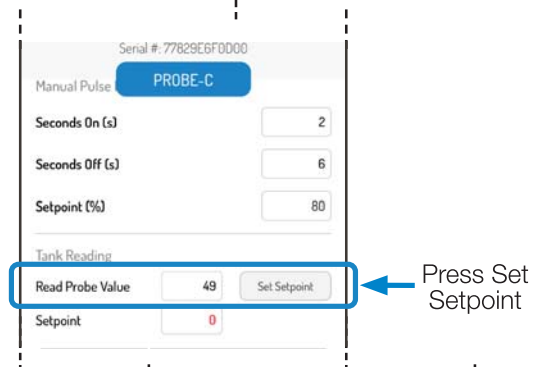 Serial #: 77829E6F0D00
Manual Pulse
PROBE-C
Seconds On (s) 2
Seconds Off (s) 6
Setpoint (%) 80
Tank Reading
Read Probe Value 49 Set Setpoint
Setpoint 0
Press Set
Setpoint